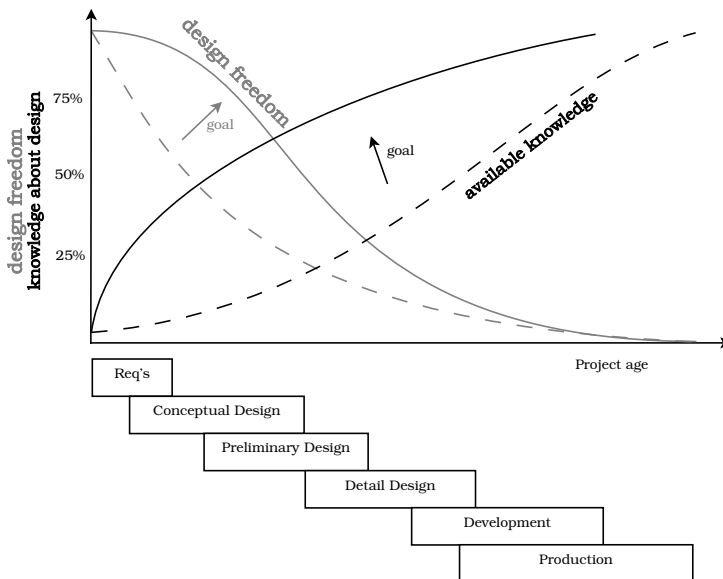 design freedom
knowledge about design
75%
50%
25%
design freedom
goal
goal
available knowledge
Project age
Req's
Conceptual Design
Preliminary Design
Detail Design
Development
Production